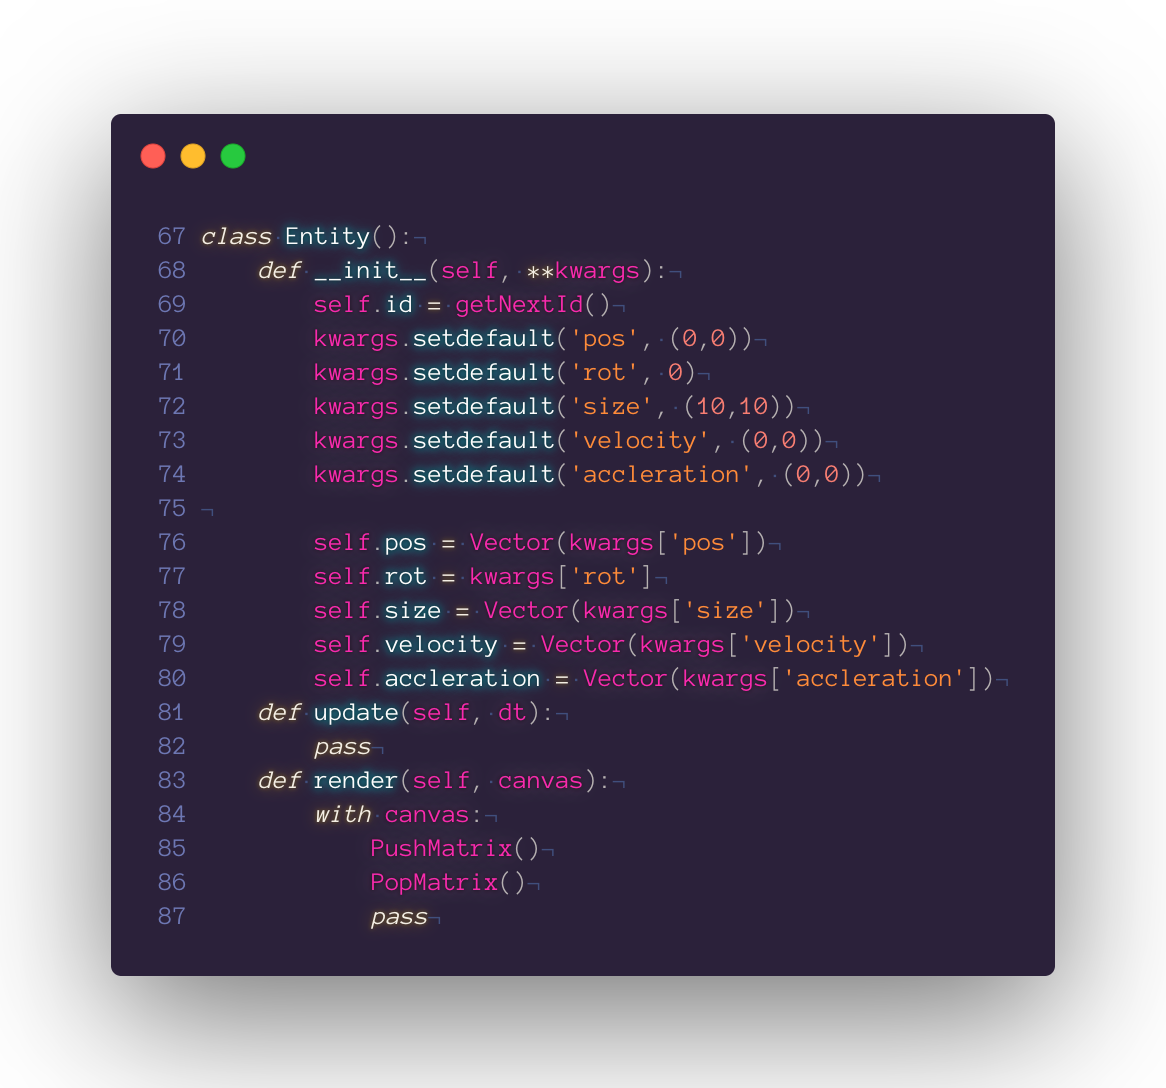 67 class Entity():¬
68     def __init__(self, **kwargs):¬
69         self.id = getNextId()¬
70         kwargs.setdefault('pos', (0,0))¬
71         kwargs.setdefault('rot', 0)¬
72         kwargs.setdefault('size', (10,10))¬
73         kwargs.setdefault('velocity', (0,0))¬
74         kwargs.setdefault('accleration', (0,0))¬
75 ¬
76         self.pos = Vector(kwargs['pos'])¬
77         self.rot = kwargs['rot']¬
78         self.size = Vector(kwargs['size'])¬
79         self.velocity = Vector(kwargs['velocity'])¬
80         self.accleration = Vector(kwargs['accleration'])¬
81     def update(self, dt):¬
82         pass¬
83     def render(self, canvas):¬
84         with canvas:¬
85             PushMatrix()¬
86             PopMatrix()¬
87             pass¬